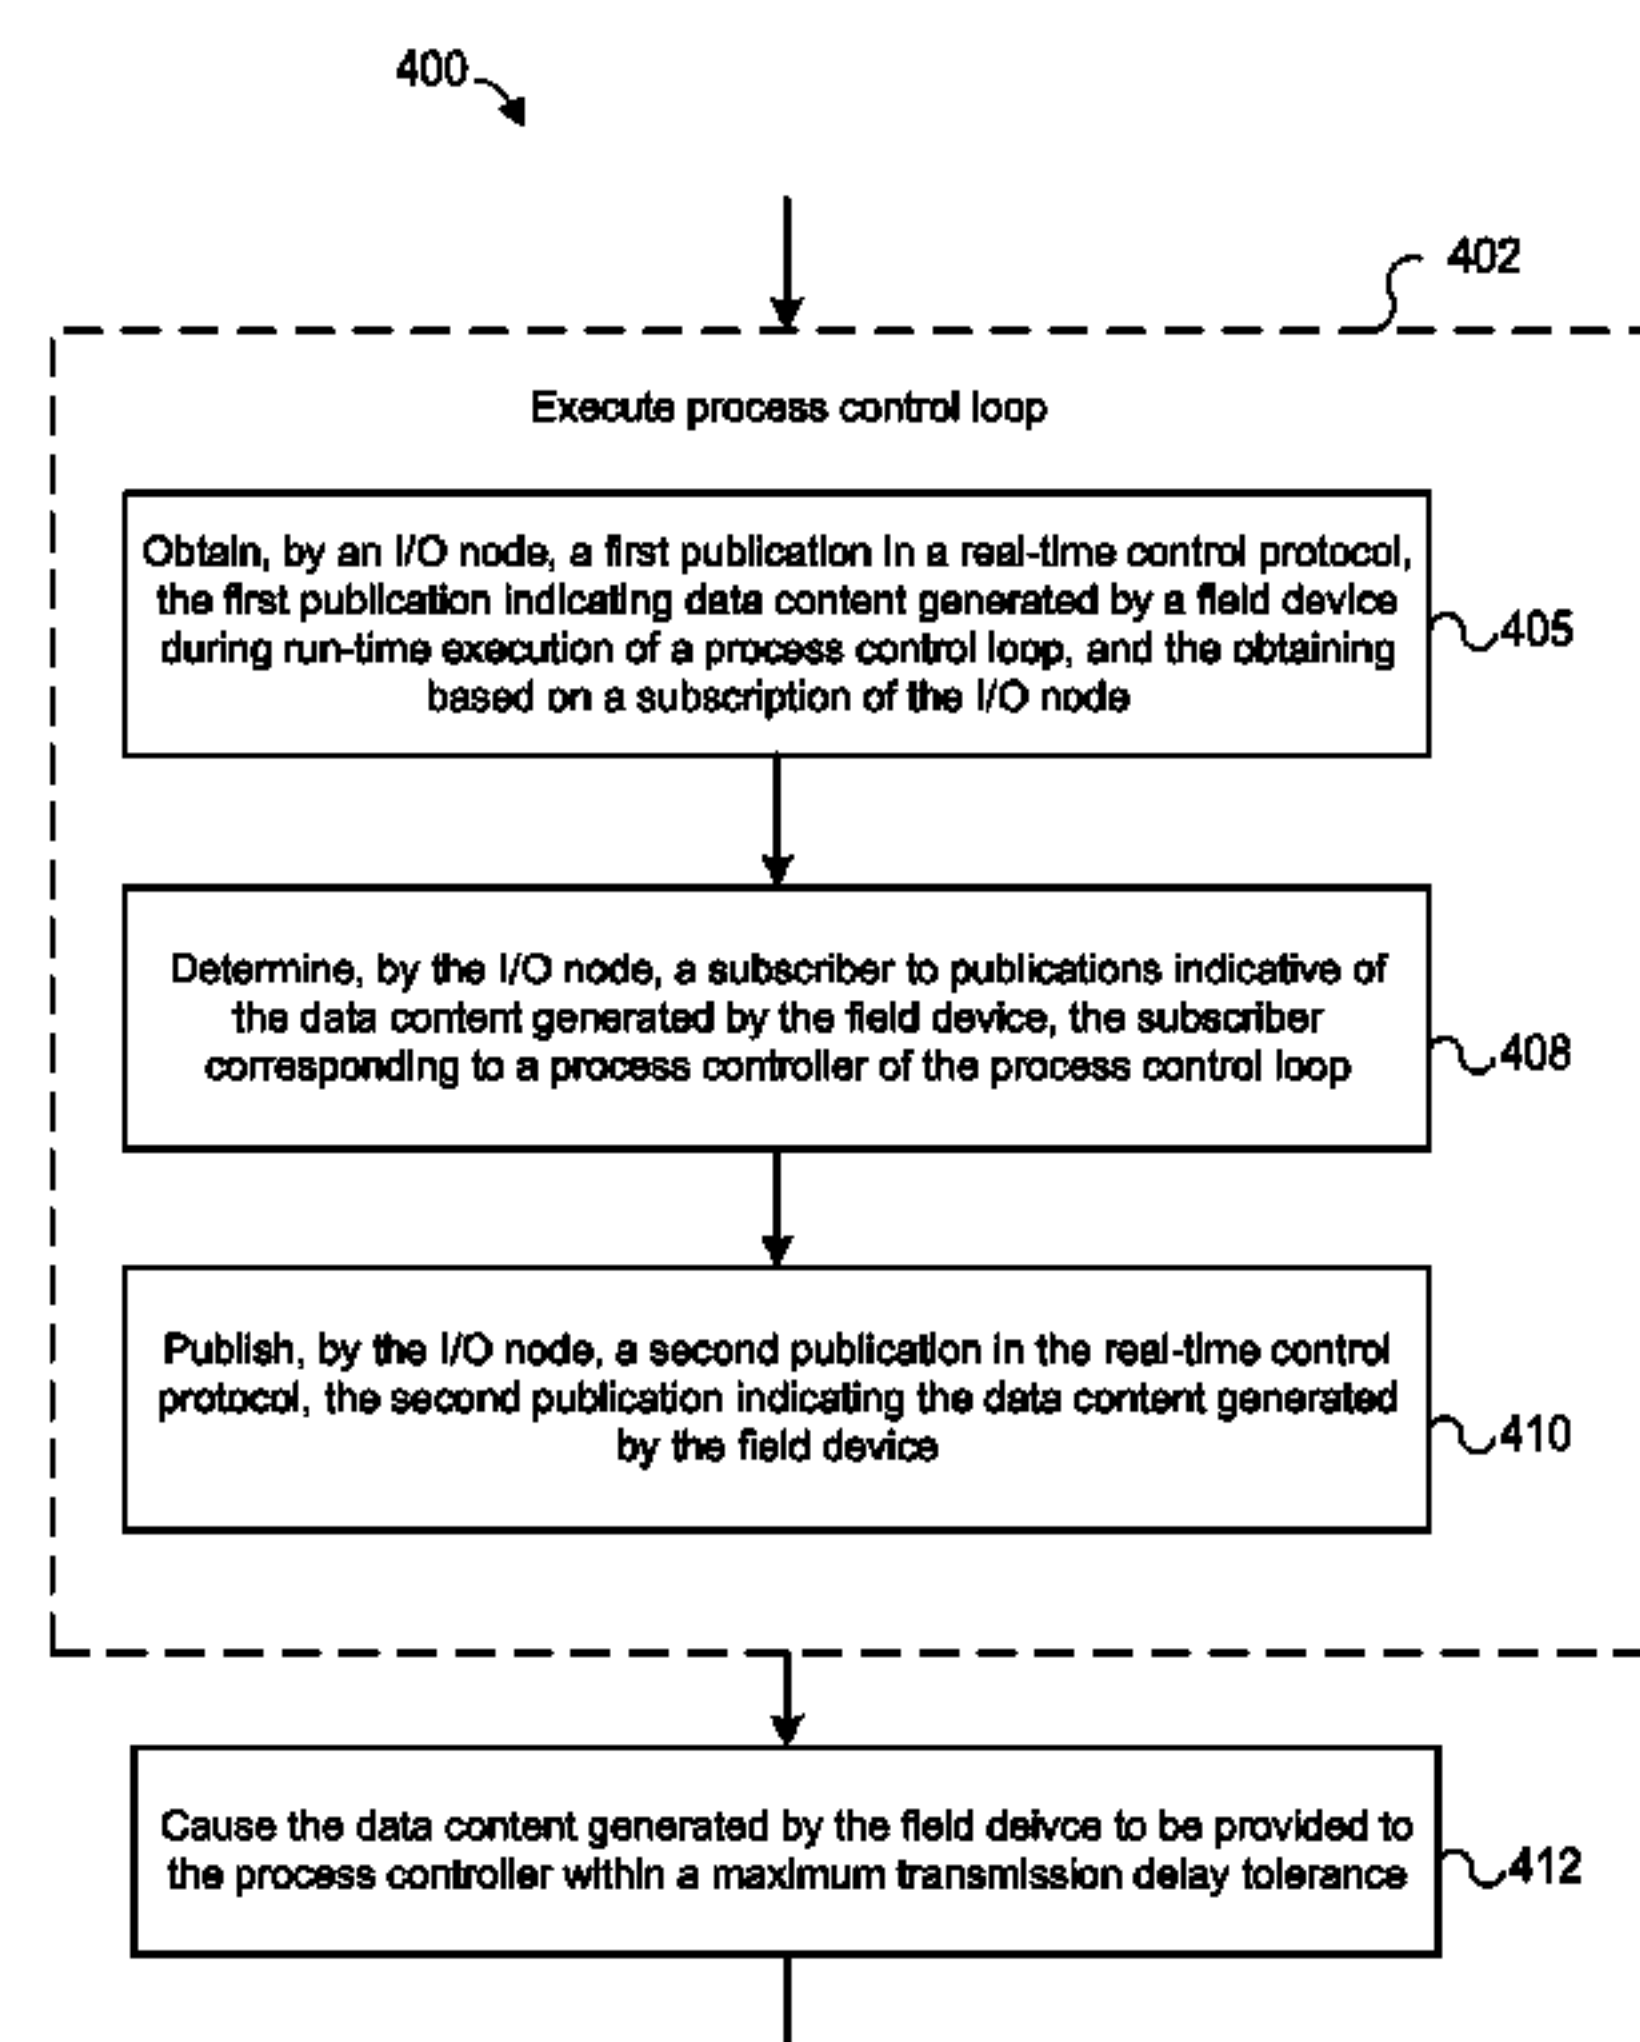 400
402
Execute process control loop
Obtain, by an I/O node, a first publication in a real-time control protocol,
the first publication indicating data content generated by a field device
during run-time execution of a process control loop, and the obtaining
based on a subscription of the I/O node
405
Determine, by the I/O node, a subscriber to publications indicative of
the data content generated by the field device, the subscriber
corresponding to a process controller of the process control loop
408
Publish, by the I/O node, a second publication in the real-time control
protocol, the second publication indicating the data content generated
by the field device
410
Cause the data content generated by the field deivce to be provided to
the process controller within a maximum transmission delay tolerance
412